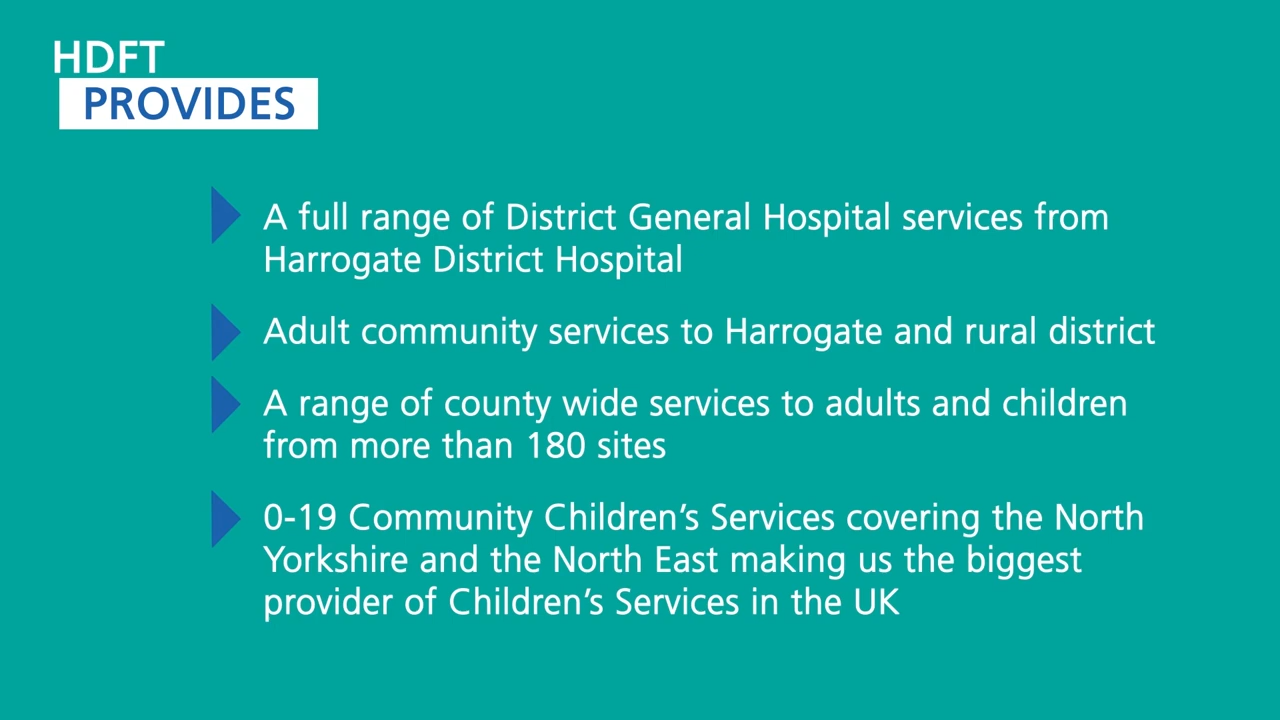 HDFT
PROVIDES
A full range of District General Hospital services from
Harrogate District Hospital
Adult community services to Harrogate and rural district
A range of county wide services to adults and children
from more than 180 sites
0-19 Community Children’s Services covering the North
Yorkshire and the North East making us the biggest
provider of Children’s Services in the UK